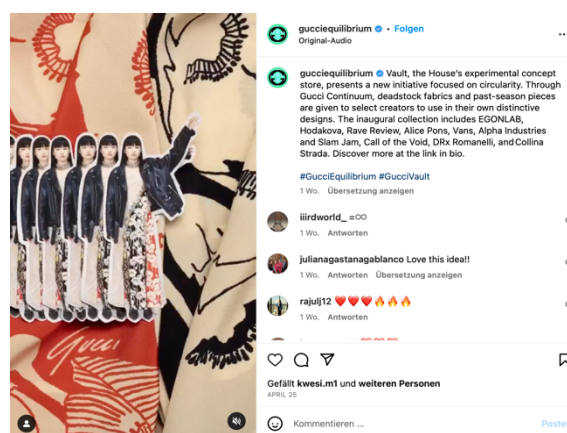 gucciequilibrium • Folgen
Original-Audio
gucciequilibrium Vault, the House's experimental concept
store, presents a new initiative focused on circularity. Through
Gucci Continuum, deadstock fabrics and past-season pieces
are given to select creators to use in their own distinctive
designs. The inaugural collection includes EGONLAB,
Hodakova, Rave Review, Alice Pons, Vans, Alpha Industries
and Slam Jam, Call of the Void, DRx Romanelli, and Collina
Strada. Discover more at the link in bio.
#GucciEquilibrium #GucciVault
1 Wo. Übersetzung anzeigen
iiirdworld_
1 Wo. Antworten
julianagastanagablanco Love this idea!!
1 Wo. Antworten Übersetzung anzeigen
rajulj12 ❤️❤️❤️🔥🔥🔥
1 Wo. Antworten
Gucci
Gefällt kwesi.m1 und weiteren Personen
APRIL 25
Kommentieren ...
Poste